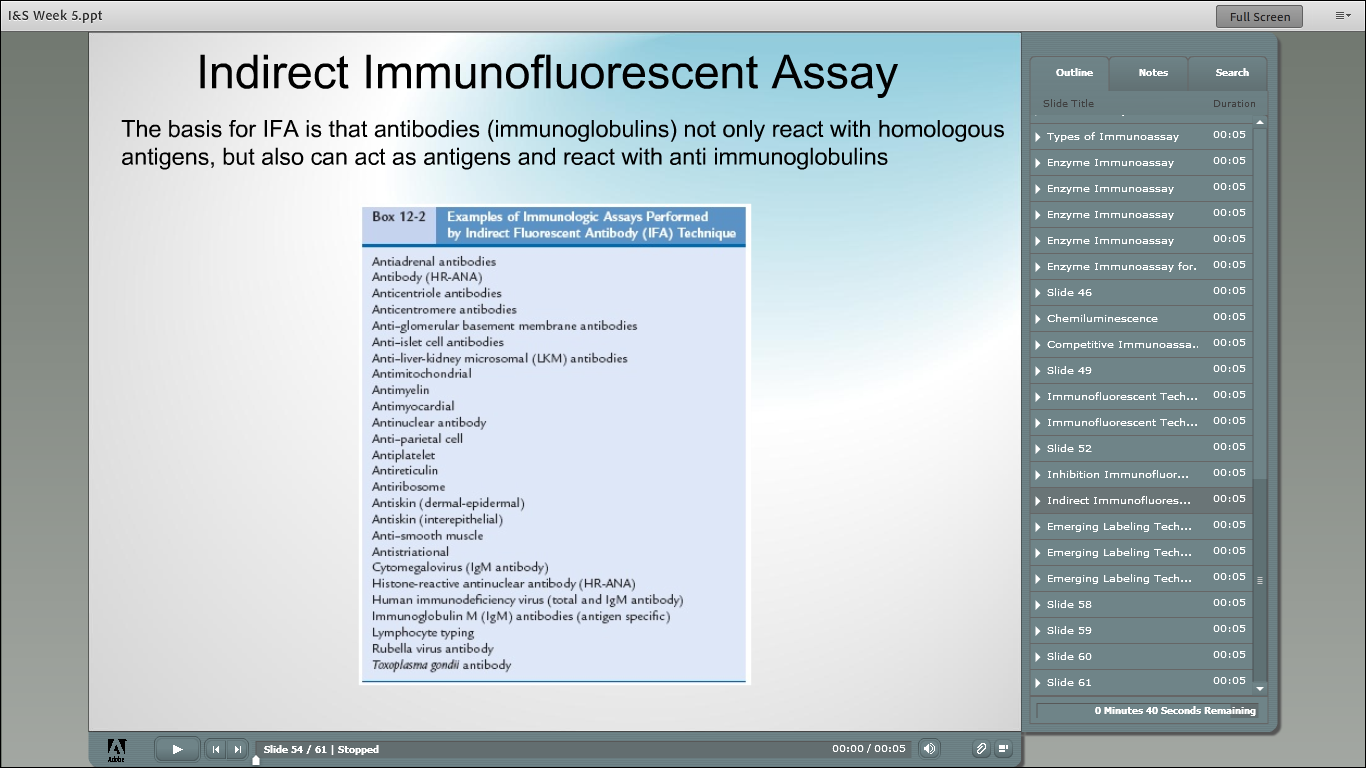 I&S Week 5.ppt
Full Screen
Indirect Immunofluorescent Assay
The basis for IFA is that antibodies (immunoglobulins) not only react with homologous
antigens, but also can act as antigens and react with anti immunoglobulins
Box 12-2
Examples of Immunologic Assays Performed
by Indirect Fluorescent Antibody (IFA) Technique
Antiadrenal antibodies
Antibody (HR-ANA)
Anticentriole antibodies
Anticentromere antibodies
Anti-glomerular basement membrane antibodies
Anti-islet cell antibodies
Anti-liver-kidney microsomal (LKM) antibodies
Antimitochondrial
Antimyelin
Antimyocardial
Antinuclear antibody
Anti-parietal cell
Antiplatelet
Antireticulin
Antiribosome
Antiskin (dermal-epidermal)
Antiskin (interepithelial)
Anti-smooth muscle
Antistriational
Cytomegalovirus (IgM antibody)
Histone-reactive antinuclear antibody (HR-ANA)
Human immunodeficiency virus (total and IgM antibody)
Immunoglobulin M (IgM) antibodies (antigen specific)
Lymphocyte typing
Rubella virus antibody
Toxoplasma gondii antibody
Outline Notes Search
Slide Title Duration
Types of Immunoassay 00:05
Enzyme Immunoassay 00:05
Enzyme Immunoassay 00:05
Enzyme Immunoassay 00:05
Enzyme Immunoassay 00:05
Enzyme Immunoassay for. 00:05
Slide 46 00:05
Chemiluminescence 00:05
Competitive Immunoassa.. 00:05
Slide 49 00:05
Immunofluorescent Tech... 00:05
Immunofluorescent Tech... 00:05
Slide 52 00:05
Inhibition Immunofluor... 00:05
Indirect Immunofluores... 00:05
Emerging Labeling Tech... 00:05
Emerging Labeling Tech... 00:05
Emerging Labeling Tech... 00:05
Slide 58 00:05
Slide 59 00:05
Slide 60 00:05
Slide 61 00:05
0 Minutes 40 Seconds Remaining
Adobe
Slide 54 / 61 | Stopped
00:00 / 00:05